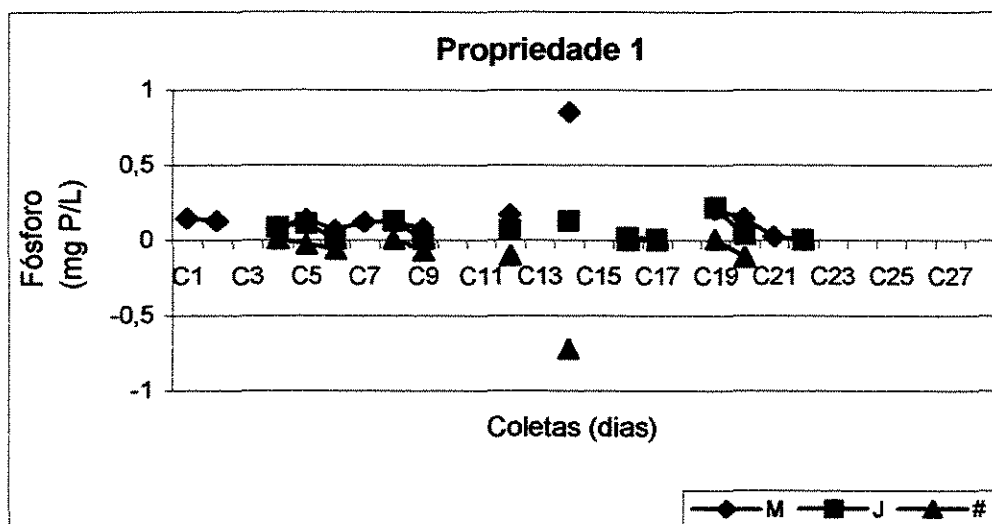 Propriedade 1
1
0,5
0
-0,5
-1
Fósforo
(mg P/L)
C1 C3 C5 C7 C9 C11 C13 C15 C17 C19 C21 C23 C25 C27
Coletas (dias)
M J #